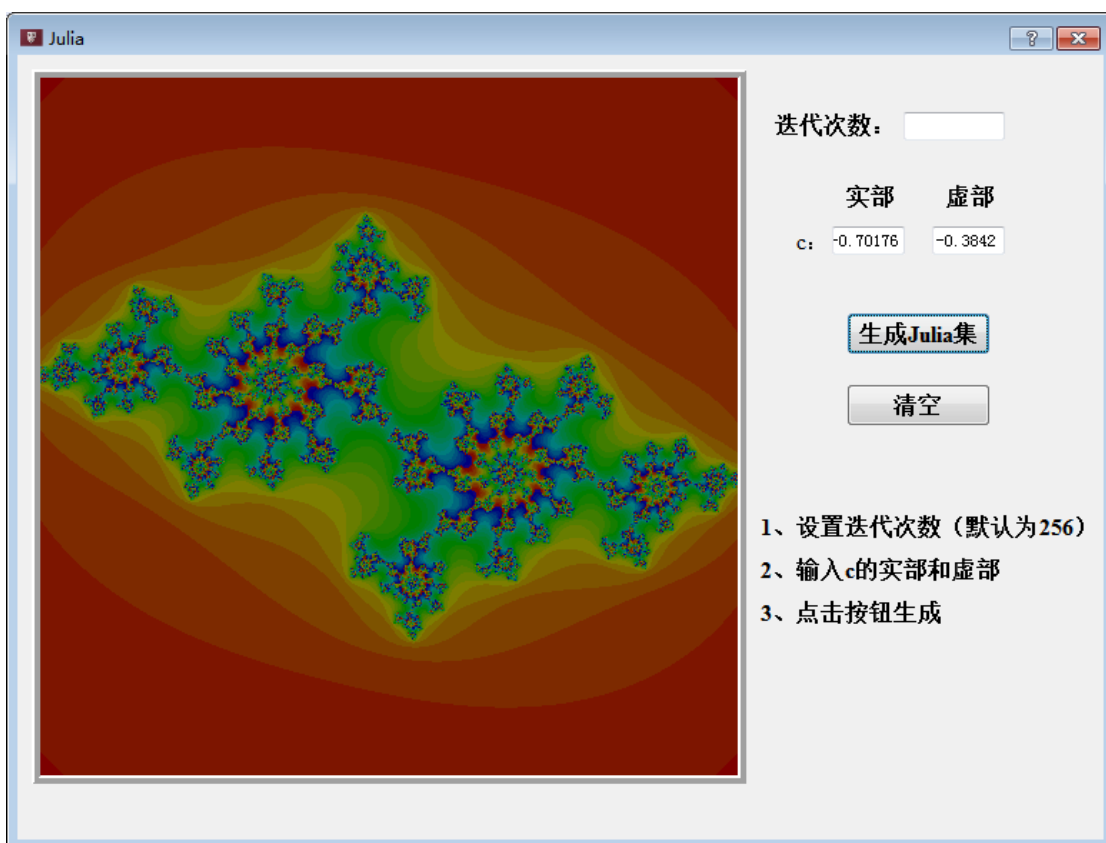 Julia
迭代次数：
实部 虚部
c： -0.70176 -0.3842
生成Julia集
清空
1、设置迭代次数（默认为256）
2、输入c的实部和虚部
3、点击按钮生成